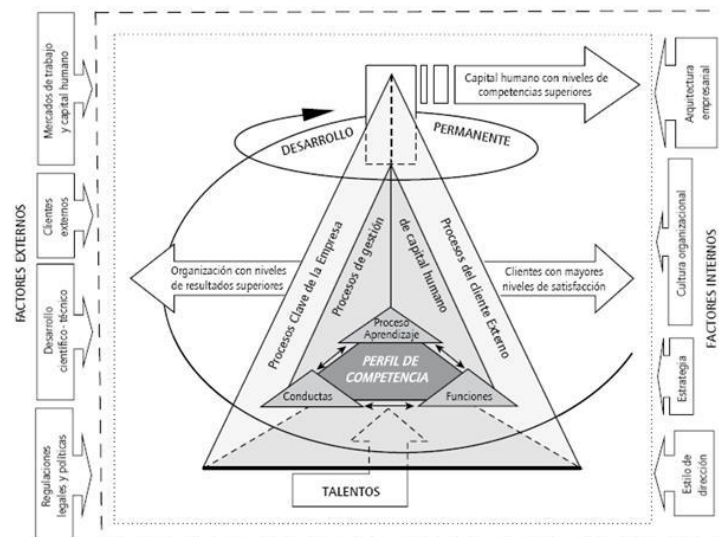 FACTORES EXTERNOS
Mercados de trabajo
y capital humano
Clientes
externos
Desarrollo
científico- técnico
Regulaciones
legales y políticas
Capital humano con niveles de
competencias superiores
DESARROLLO
PERMANENTE
Organización con niveles
de resultados superiores
Procesos Clave de la Empresa
Procesos de gestión
de capital humano
Procesos del cliente Externo
Clientes con mayores
niveles de satisfacción
Proceso
Aprendizaje
PERFIL DE
COMPETENCIA
Conductas
Funciones
TALENTOS
Arquitectura
empresarial
Cultura organizacional
Estrategia
Estilo de
dirección
FACTORES INTERNOS